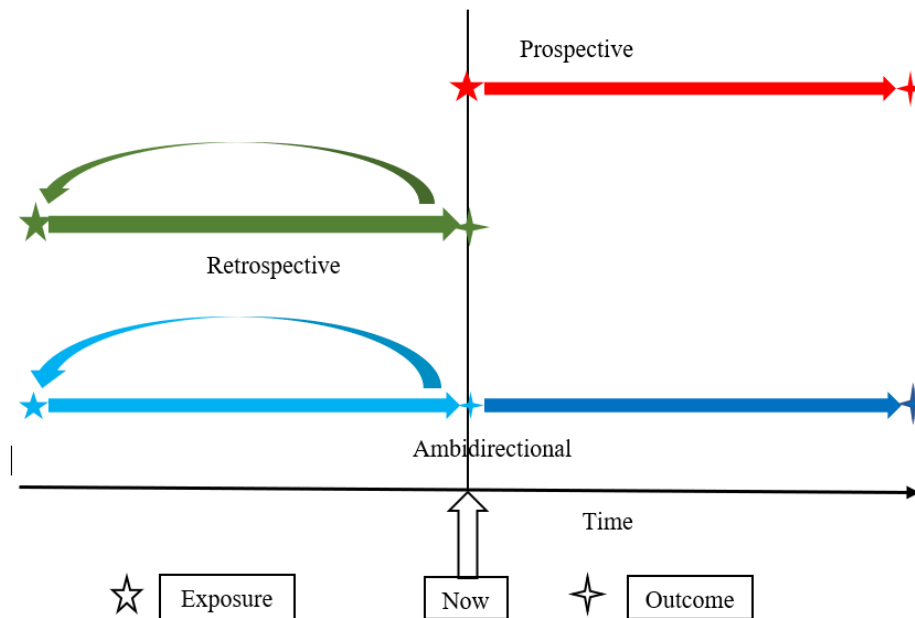 Prospective
Retrospective
Ambidirectional
Time
Exposure
Now
Outcome